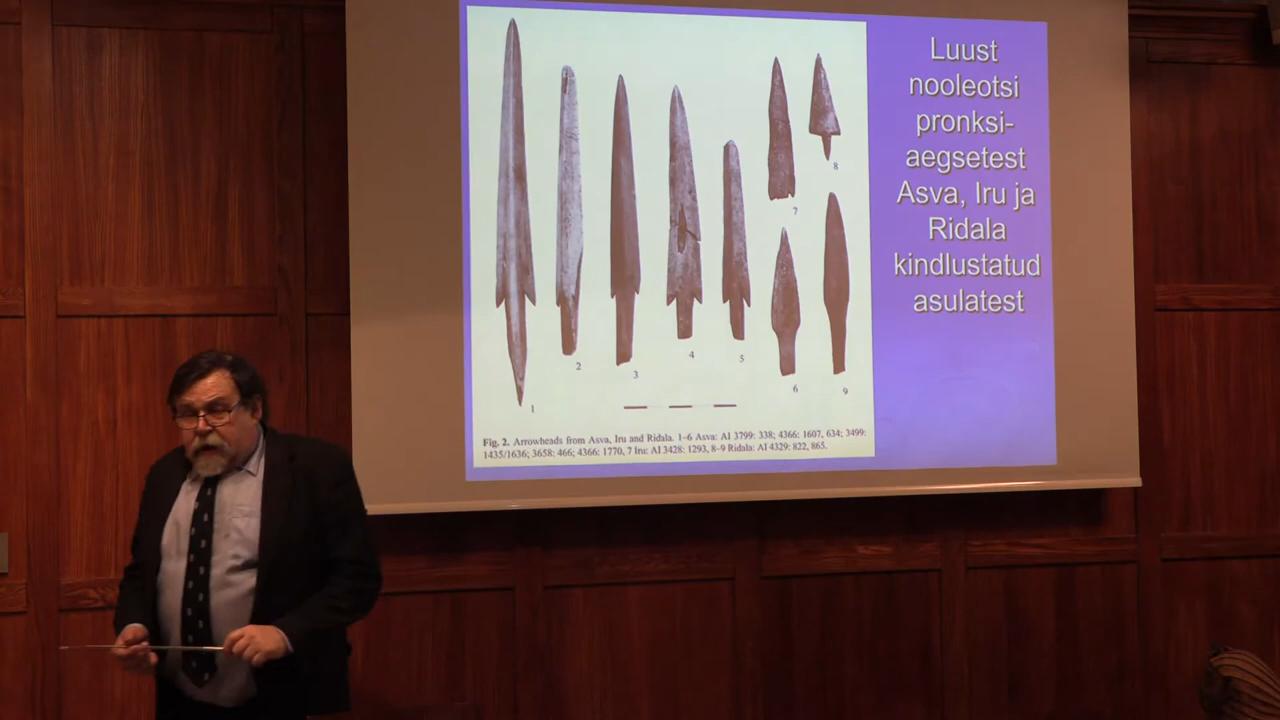 Luust
nooleotsi
pronksi-
aegsetest
Asva, Iru ja
Ridala
kindlustatud
asulatest
1
2
3
4
5
6
7
8
9
Fig. 2. Arrowheads from Asva, Iru and Ridala. 1–6 Asva: AI 3799: 338; 4366: 1607, 634; 3499:
1435/1636; 3658: 466; 4366: 1770, 7 Iru: AI 3428: 1293, 8–9 Ridala: AI 4329: 822, 865.